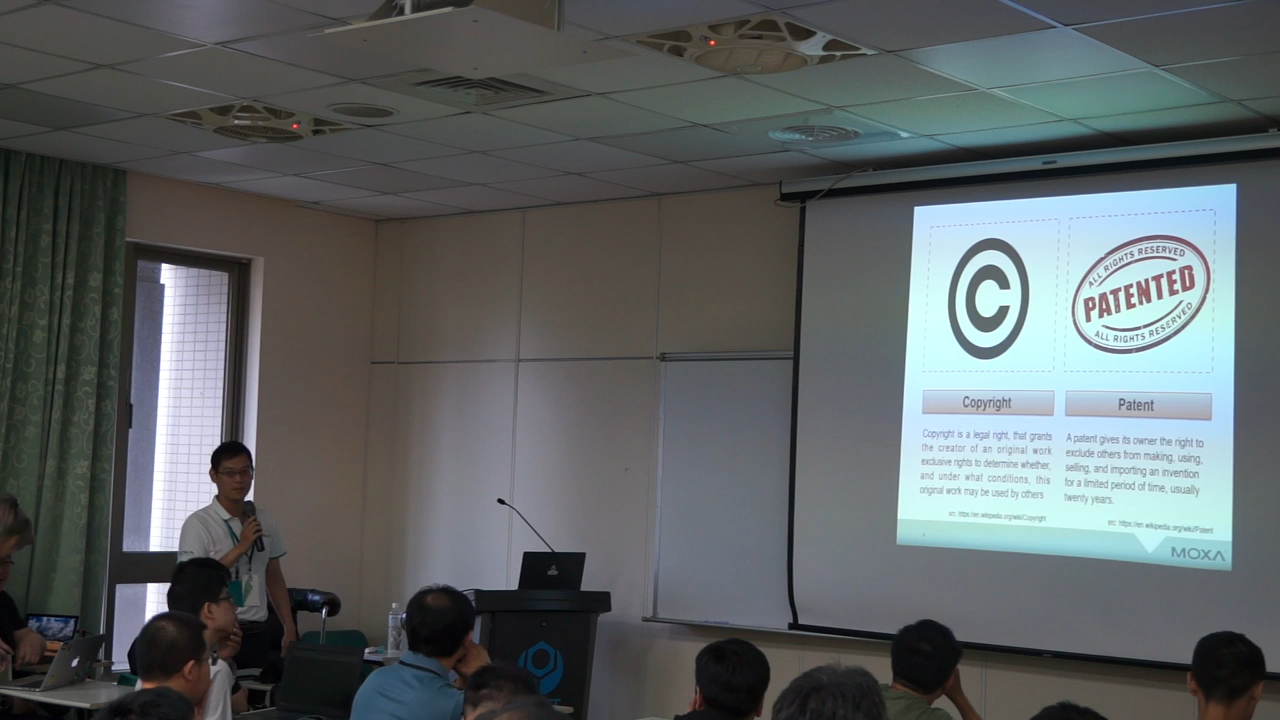 ©
ALL RIGHTS RESERVED
PATENTED
ALL RIGHTS RESERVED
Copyright
Copyright is a legal right, that grants
the creator of an original work
exclusive rights to determine whether,
and under what conditions, this
original work may be used by others
src: https://en.wikipedia.org/wiki/Copyright
Patent
A patent gives its owner the right to
exclude others from making, using,
selling, and importing an invention
for a limited period of time, usually
twenty years.
src: https://en.wikipedia.org/wiki/Patent
MOXA